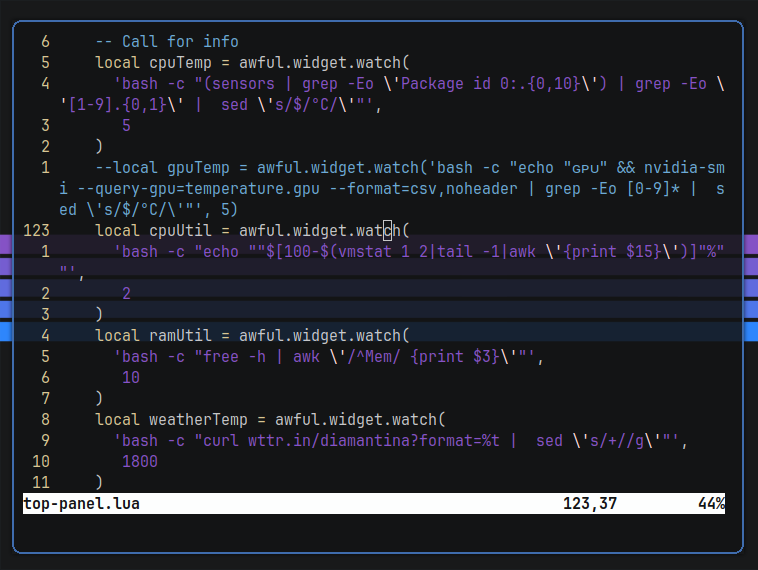 6     -- Call for info
5     local cpuTemp = awful.widget.watch(
4       'bash -c "(sensors | grep -Eo \'Package id 0:.{0,10}\') | grep -Eo \
'[1-9].{0,1}\' |  sed \'s/$/°C/\'"',
3        5
2     )
1     --local gpuTemp = awful.widget.watch('bash -c "echo "ɢᴘᴜ" && nvidia-sm
i --query-gpu=temperature.gpu --format=csv,noheader | grep -Eo [0-9]* |  s
ed \'s/$/°C/\'"', 5)
123     local cpuUtil = awful.widget.watch(
1       'bash -c "echo ""$[100-$(vmstat 1 2|tail -1|awk \'{print $15}\')]"%"
"',
2        2
3     )
4     local ramUtil = awful.widget.watch(
5       'bash -c "free -h | awk \'/^Mem/ {print $3}\'"',
6        10
7     )
8     local weatherTemp = awful.widget.watch(
9       'bash -c "curl wttr.in/diamantina?format=%t |  sed \'s/+//g\'"',
10        1800
11     )
top-panel.lua 123,37 44%